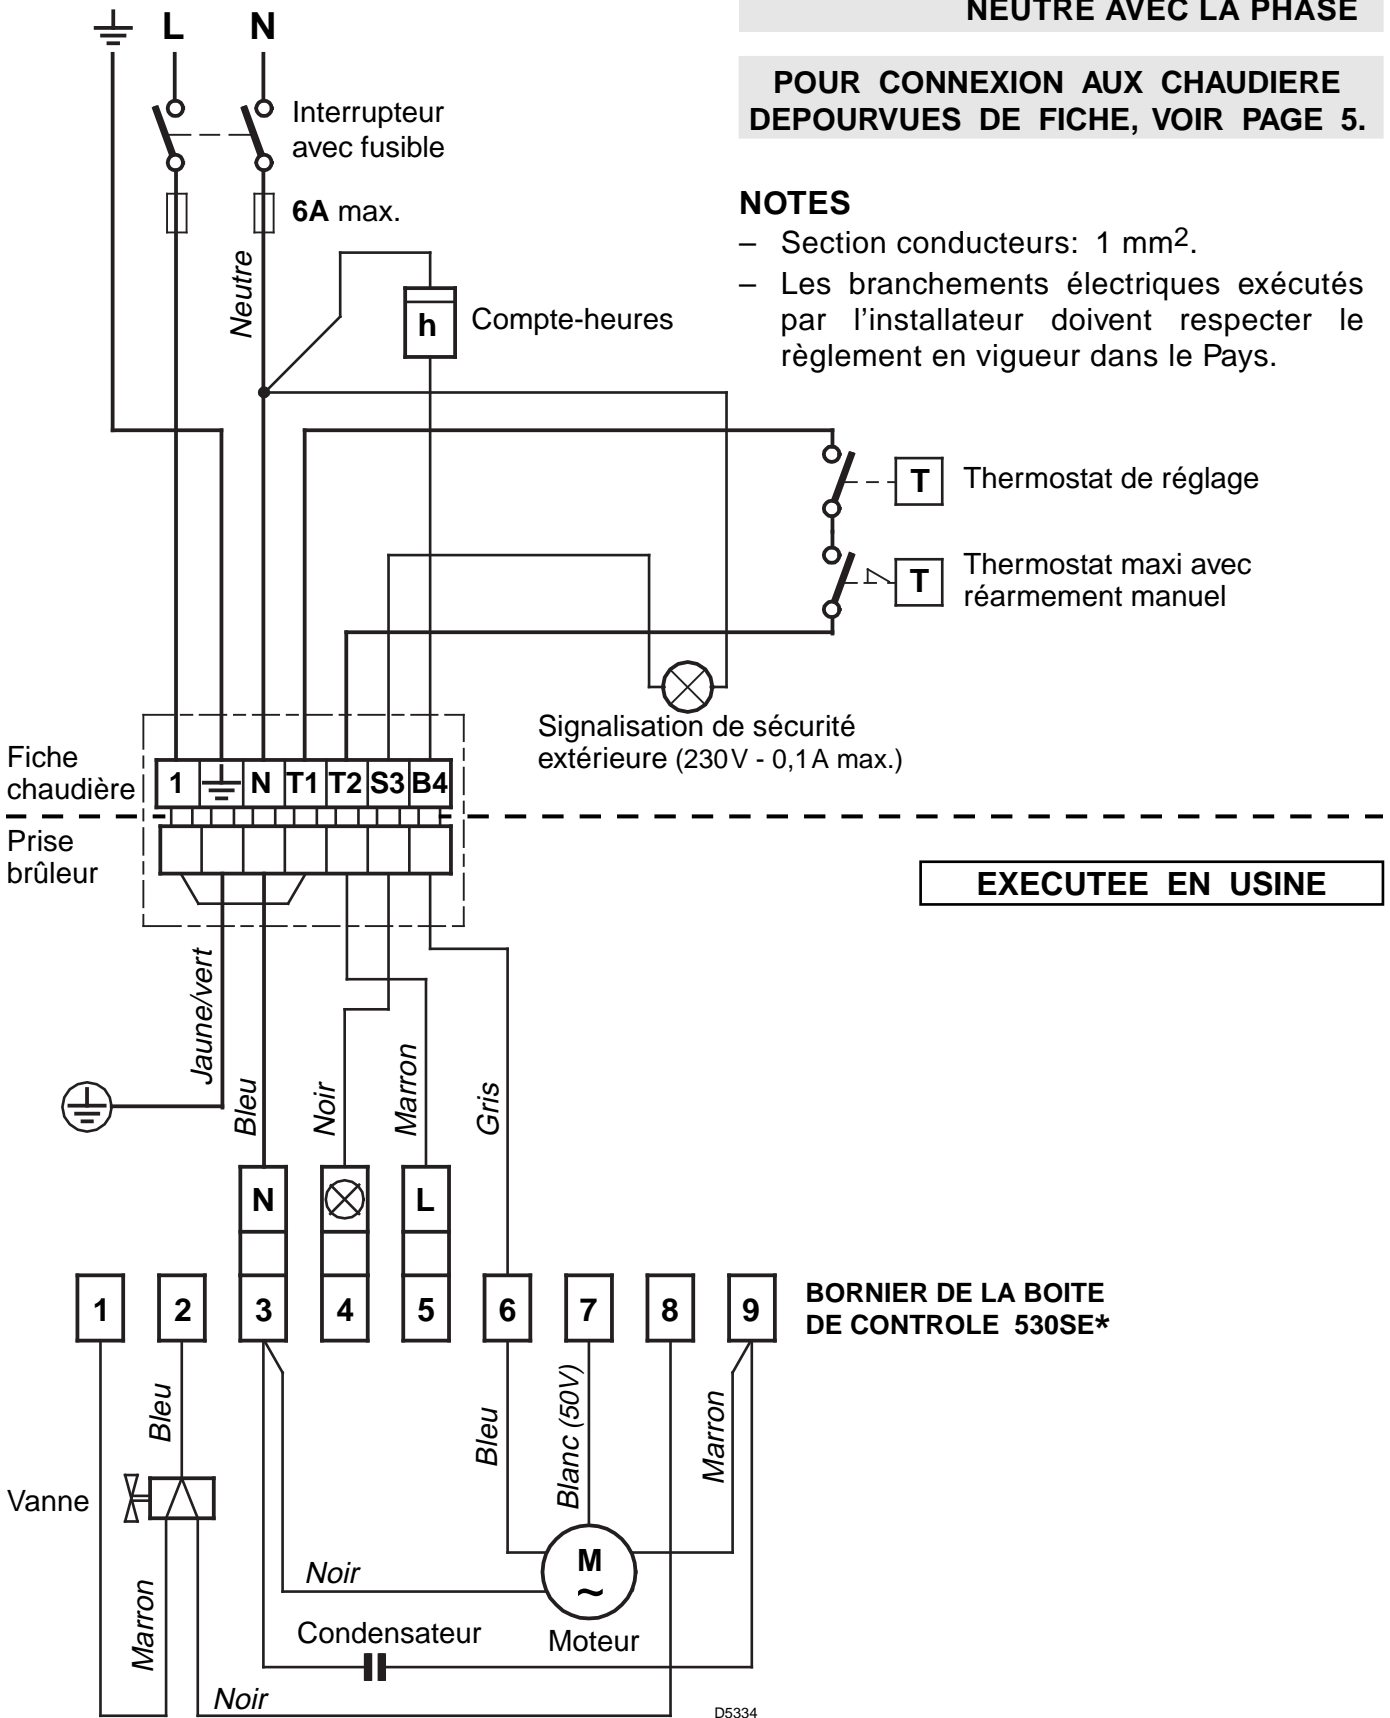 NEUTRE AVEC LA PHASE
L N
POUR CONNEXION AUX CHAUDIERE
DEPOURVUES DE FICHE, VOIR PAGE 5.
Interrupteur
avec fusible
6A max.
NOTES
– Section conducteurs: 1 mm2.
– Les branchements électriques exécutés
par l'installateur doivent respecter le
règlement en vigueur dans le Pays.
Neutre
h Compte-heures
T Thermostat de réglage
T Thermostat maxi avec
réarmement manuel
Signalisation de sécurité
extérieure (230V - 0,1A max.)
Fiche
chaudière
1 N T1 T2 S3 B4
Prise
brûleur
EXECUTEE EN USINE
Jaune/vert
Bleu
Noir
Marron
Gris
N L
1 2 3 4 5 6 7 8 9
BORNIER DE LA BOITE
DE CONTROLE 530SE*
Bleu
Bleu
Blanc (50V)
Marron
Vanne
M
~
Noir
Marron
Condensateur
Moteur
Noir
D5334